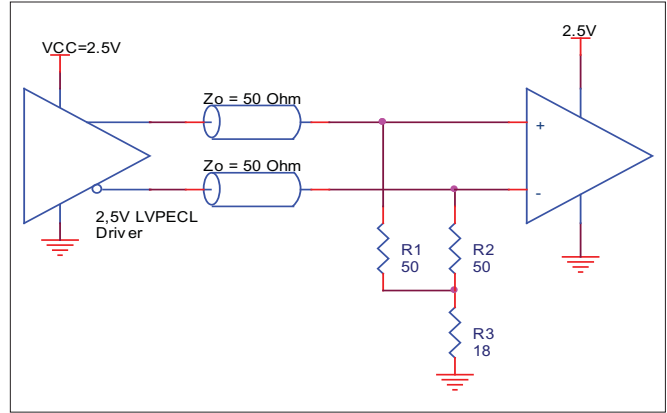 VCC=2.5V
2.5V
Zo = 50 Ohm
+
Zo = 50 Ohm
-
2,5V LVPECL
Driver
R1
50
R2
50
R3
18